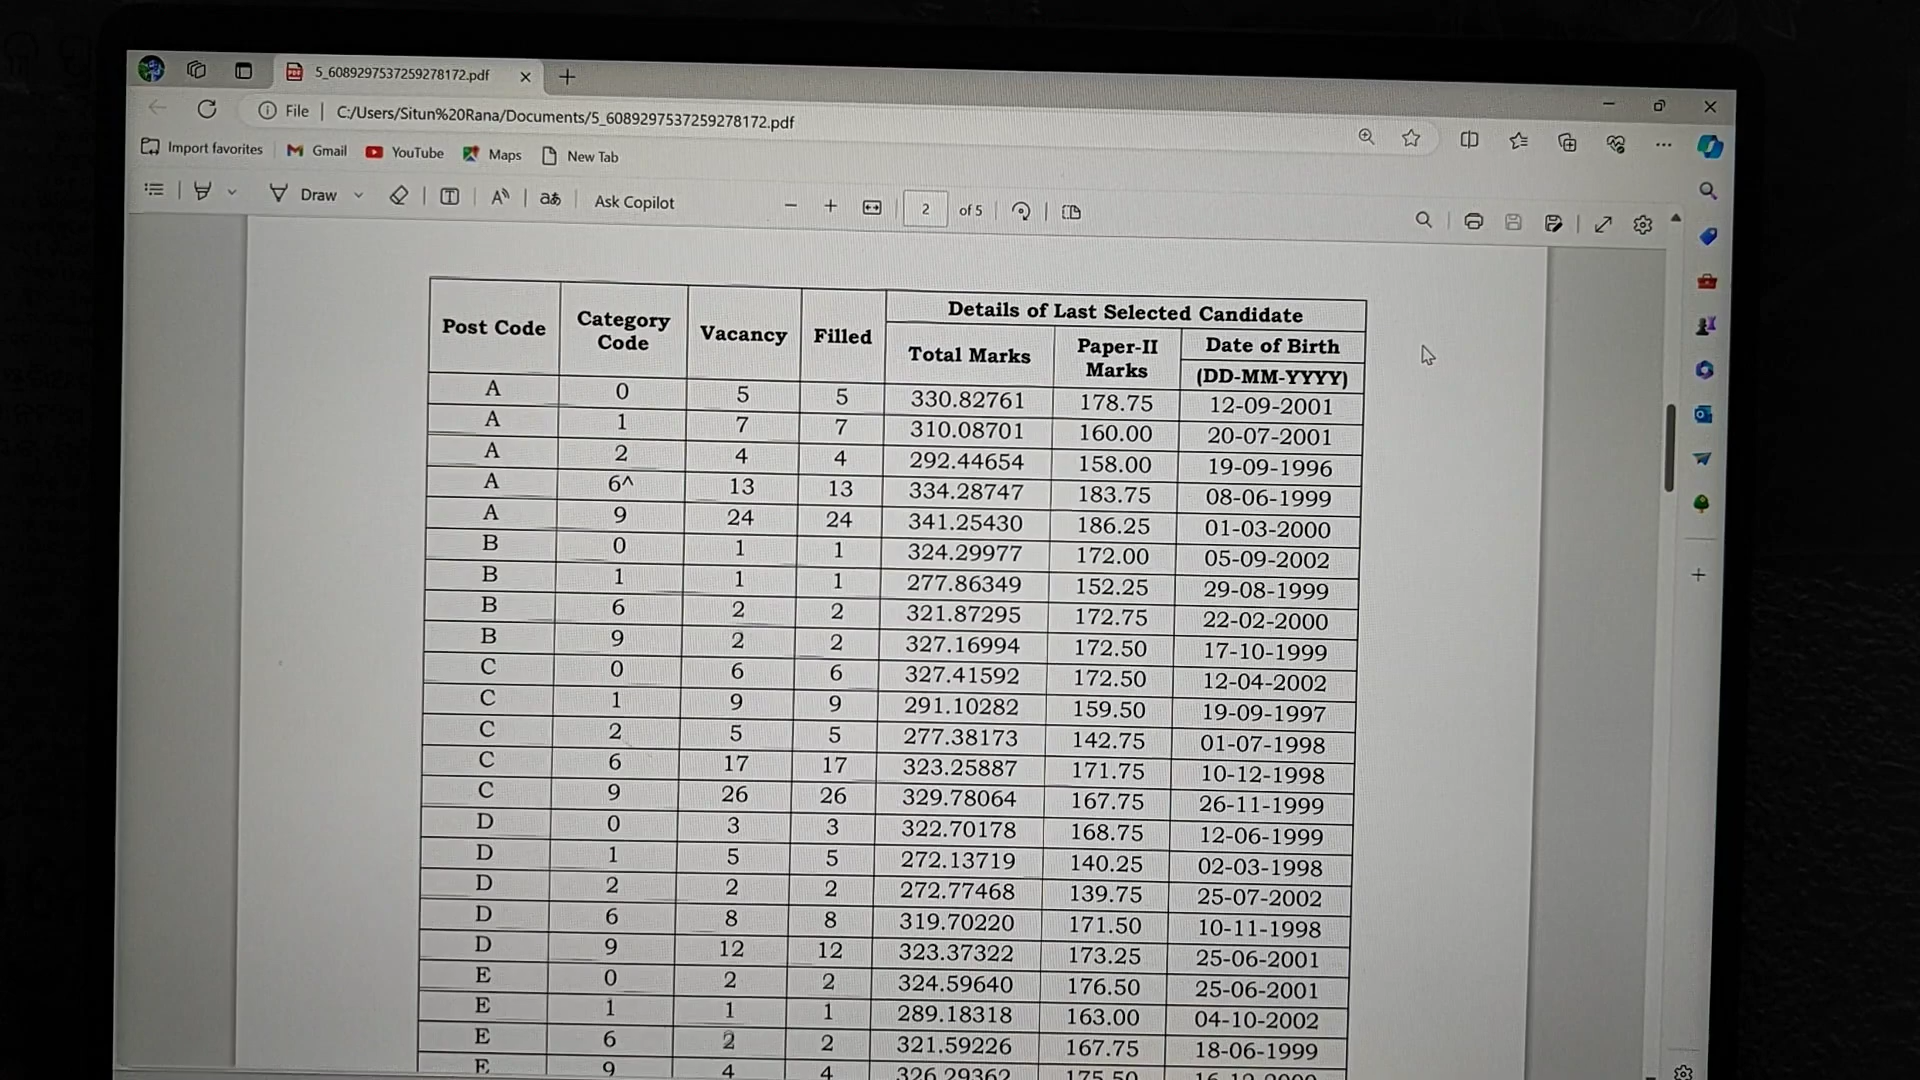 5_6089297537259278172.pdf
File | C:/Users/Situn%20Rana/Documents/5_6089297537259278172.pdf
Import favorites Gmail YouTube Maps New Tab
Draw Ask Copilot 2 of 5
Post Code Category Code Vacancy Filled Details of Last Selected Candidate
Total Marks Paper-II Marks Date of Birth
(DD-MM-YYYY)
A 0 5 5 330.82761 178.75 12-09-2001
A 1 7 7 310.08701 160.00 20-07-2001
A 2 4 4 292.44654 158.00 19-09-1996
A 6^ 13 13 334.28747 183.75 08-06-1999
A 9 24 24 341.25430 186.25 01-03-2000
B 0 1 1 324.29977 172.00 05-09-2002
B 1 1 1 277.86349 152.25 29-08-1999
B 6 2 2 321.87295 172.75 22-02-2000
B 9 2 2 327.16994 172.50 17-10-1999
C 0 6 6 327.41592 172.50 12-04-2002
C 1 9 9 291.10282 159.50 19-09-1997
C 2 5 5 277.38173 142.75 01-07-1998
C 6 17 17 323.25887 171.75 10-12-1998
C 9 26 26 329.78064 167.75 26-11-1999
D 0 3 3 322.70178 168.75 12-06-1999
D 1 5 5 272.13719 140.25 02-03-1998
D 2 2 2 272.77468 139.75 25-07-2002
D 6 8 8 319.70220 171.50 10-11-1998
D 9 12 12 323.37322 173.25 25-06-2001
E 0 2 2 324.59640 176.50 25-06-2001
E 1 1 1 289.18318 163.00 04-10-2002
E 6 2 2 321.59226 167.75 18-06-1999
E 9 4 4 326.29362 175.50